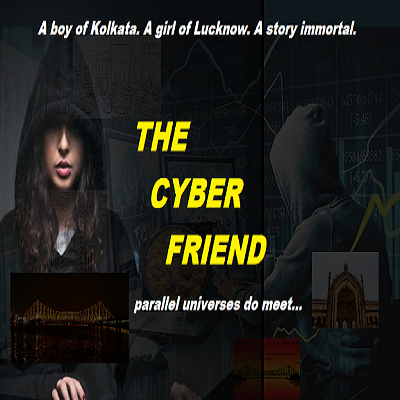 A boy of Kolkata. A girl of Lucknow. A story immortal.
THE
CYBER
FRIEND
parallel universes do meet...